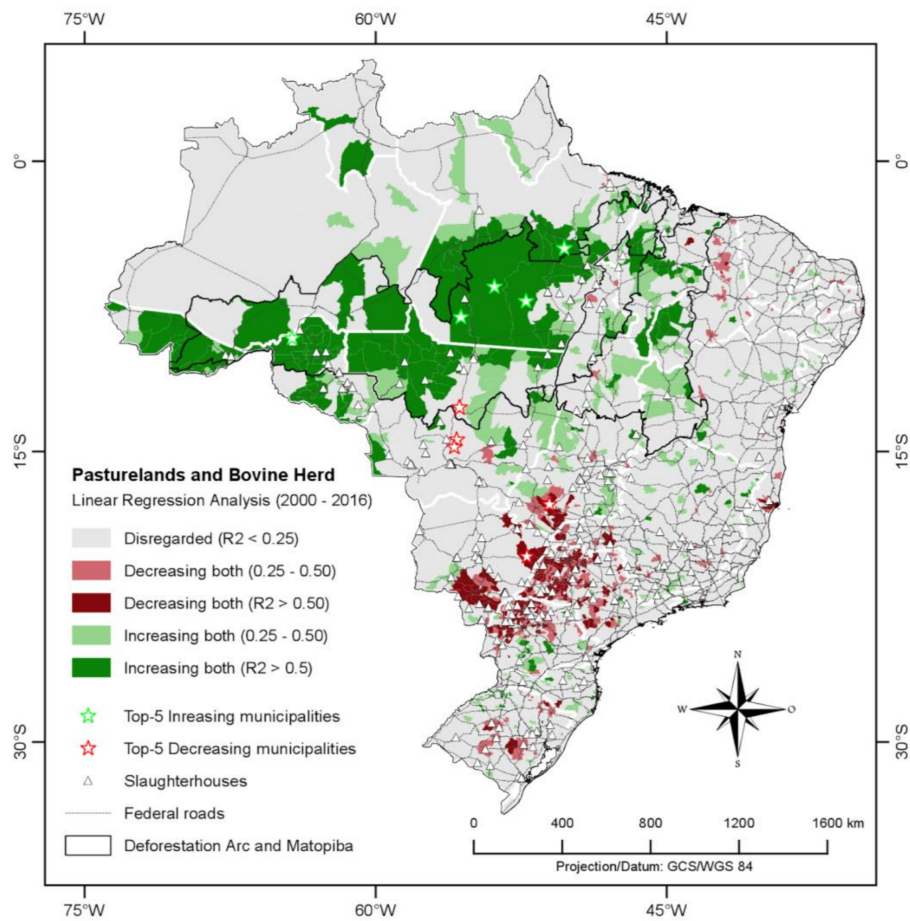 75°W 60°W 45°W
0° 0°
15°S 15°S
Pasturelands and Bovine Herd
Linear Regression Analysis (2000 - 2016)
Disregarded (R2 < 0.25)
Decreasing both (0.25 - 0.50)
Decreasing both (R2 > 0.50)
Increasing both (0.25 - 0.50)
Increasing both (R2 > 0.5)
Top-5 Inreasing municipalities
Top-5 Decreasing municipalities
Slaughterhouses
Federal roads
Deforestation Arc and Matopiba
N
W O
S
30°S 30°S
0 400 800 1200 1600 km
Projection/Datum: GCS/WGS 84
75°W 60°W 45°W